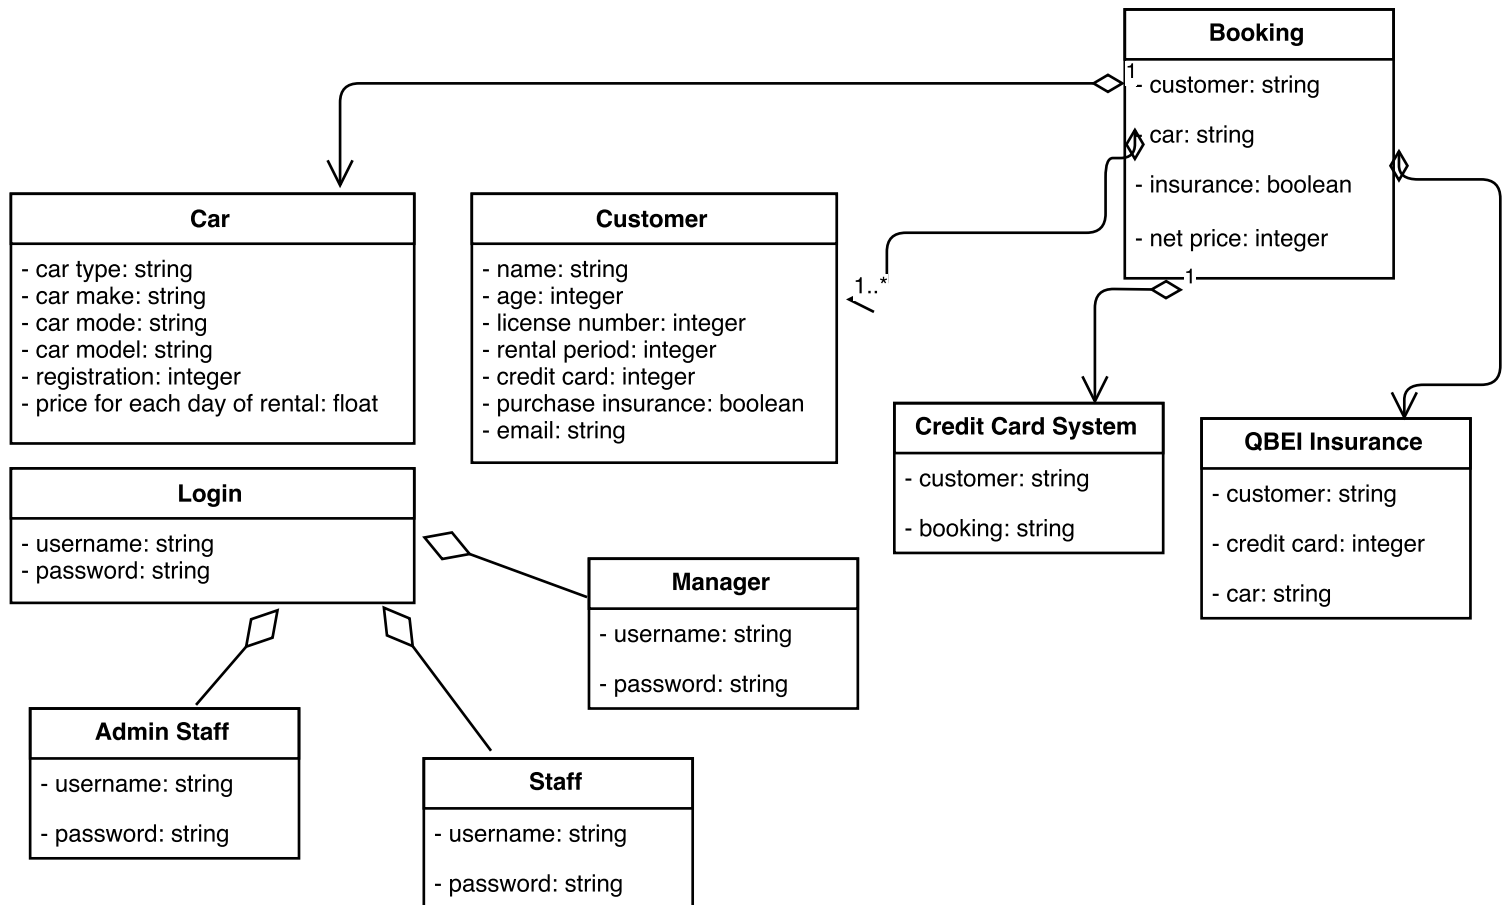 Booking
1
- customer: string
- car: string
- insurance: boolean
- net price: integer
1
Car
- car type: string
- car make: string
- car mode: string
- car model: string
- registration: integer
- price for each day of rental: float
Customer
- name: string
- age: integer
- license number: integer
- rental period: integer
- credit card: integer
- purchase insurance: boolean
- email: string
1..*
Credit Card System
- customer: string
- booking: string
QBEI Insurance
- customer: string
- credit card: integer
- car: string
Login
- username: string
- password: string
Manager
- username: string
- password: string
Admin Staff
- username: string
- password: string
Staff
- username: string
- password: string